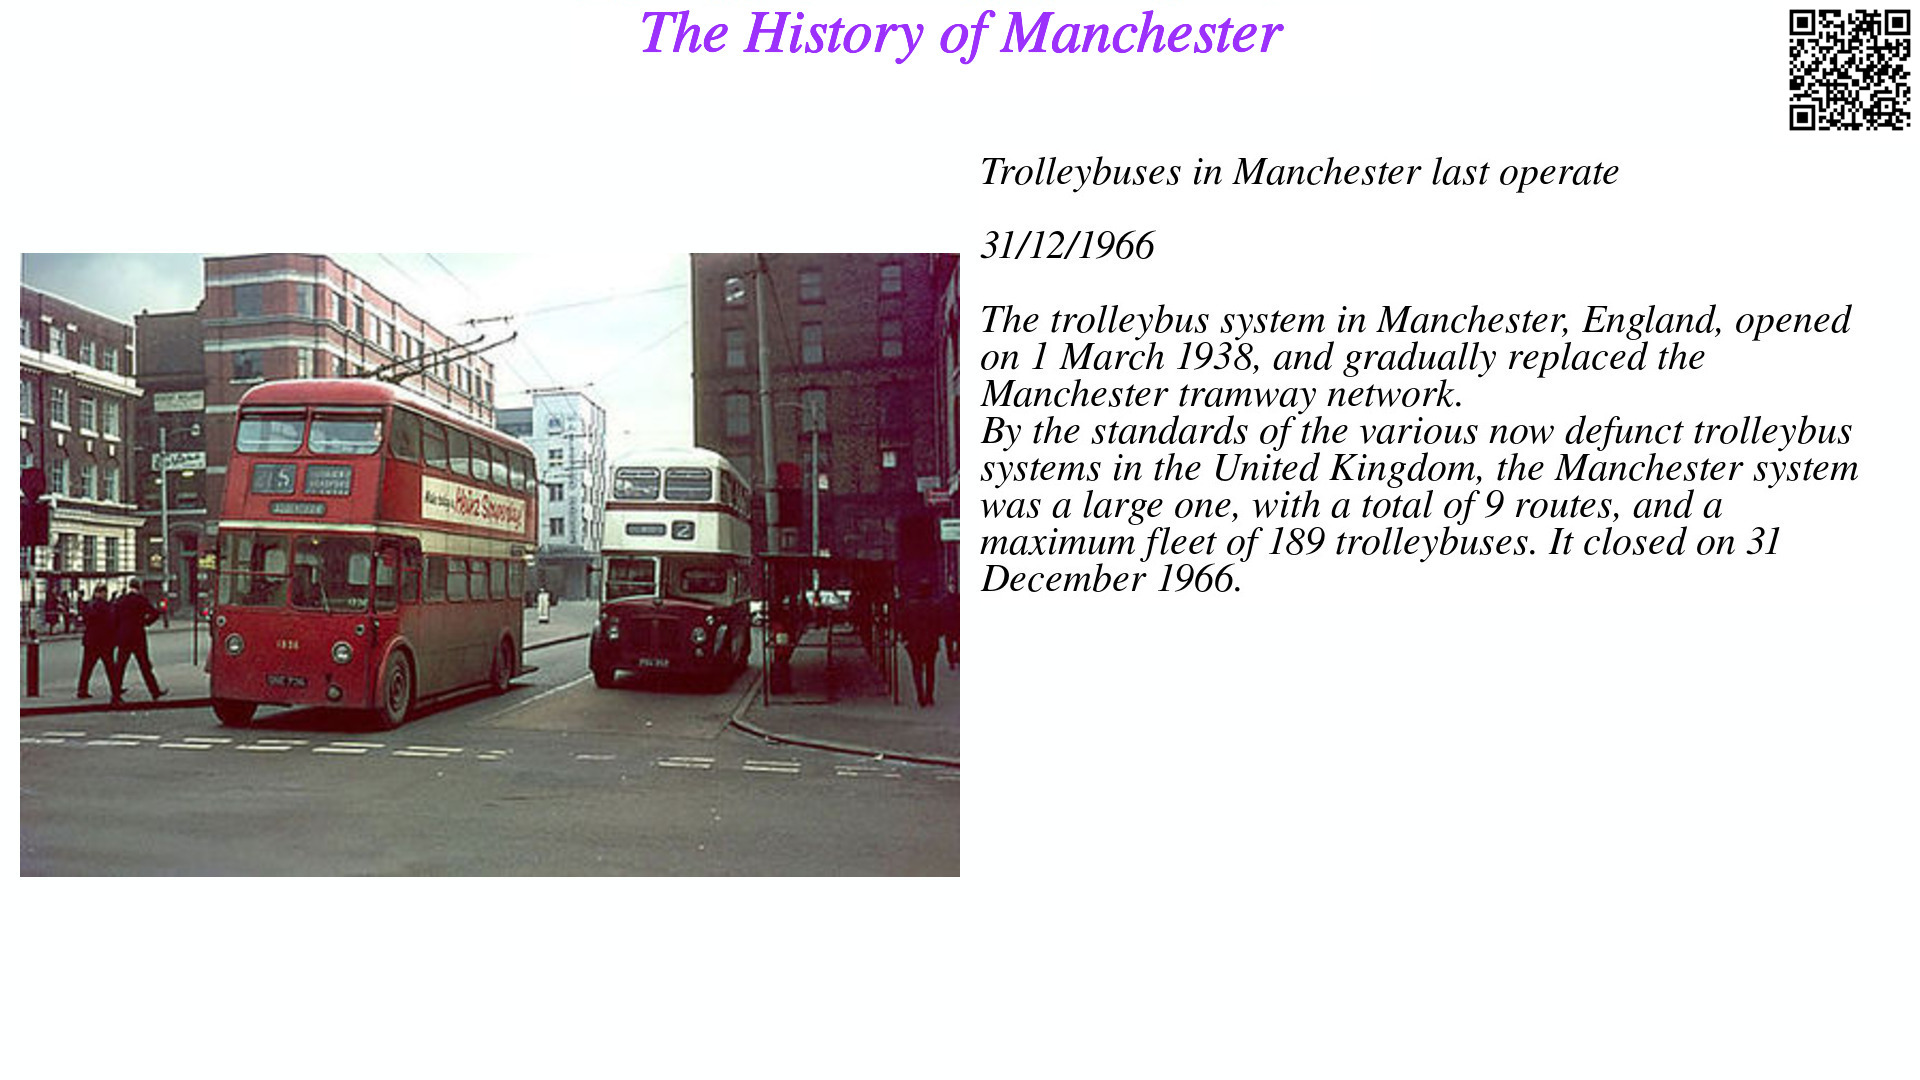 The History of Manchester
Trolleybuses in Manchester last operate
31/12/1966
The trolleybus system in Manchester, England, opened
on 1 March 1938, and gradually replaced the
Manchester tramway network.
By the standards of the various now defunct trolleybus
systems in the United Kingdom, the Manchester system
was a large one, with a total of 9 routes, and a
maximum fleet of 189 trolleybuses. It closed on 31
December 1966.
2